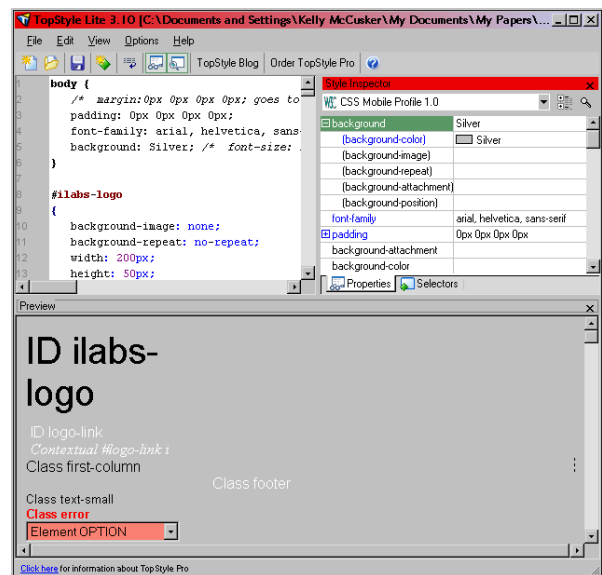 TopStyle Lite 3.10 [C:\Documents and Settings\Kelly McCusker\My Documents\My Papers\...
File Edit View Options Help
TopStyle Blog Order TopStyle Pro
1 body {
2 /* margin:0px 0px 0px 0px; goes to
3 padding: 0px 0px 0px 0px;
4 font-family: arial, helvetica, sans-
5 background: Silver; /* font-size:
6 }
7
8 #ilabs-logo
9 {
10 background-image: none;
11 background-repeat: no-repeat;
12 width: 200px;
13 height: 50px;
Style Inspector
W3C CSS Mobile Profile 1.0
background Silver
(background-color) Silver
(background-image)
(background-repeat)
(background-attachment)
(background-position)
font-family arial, helvetica, sans-serif
padding 0px 0px 0px 0px
background-attachment
background-color
Properties Selectors
Preview
ID ilabs-
logo
ID logo-link
Contextual #logo-link i
Class first-column
Class footer
Class text-small
Class error
Element OPTION
Click here for information about TopStyle Pro